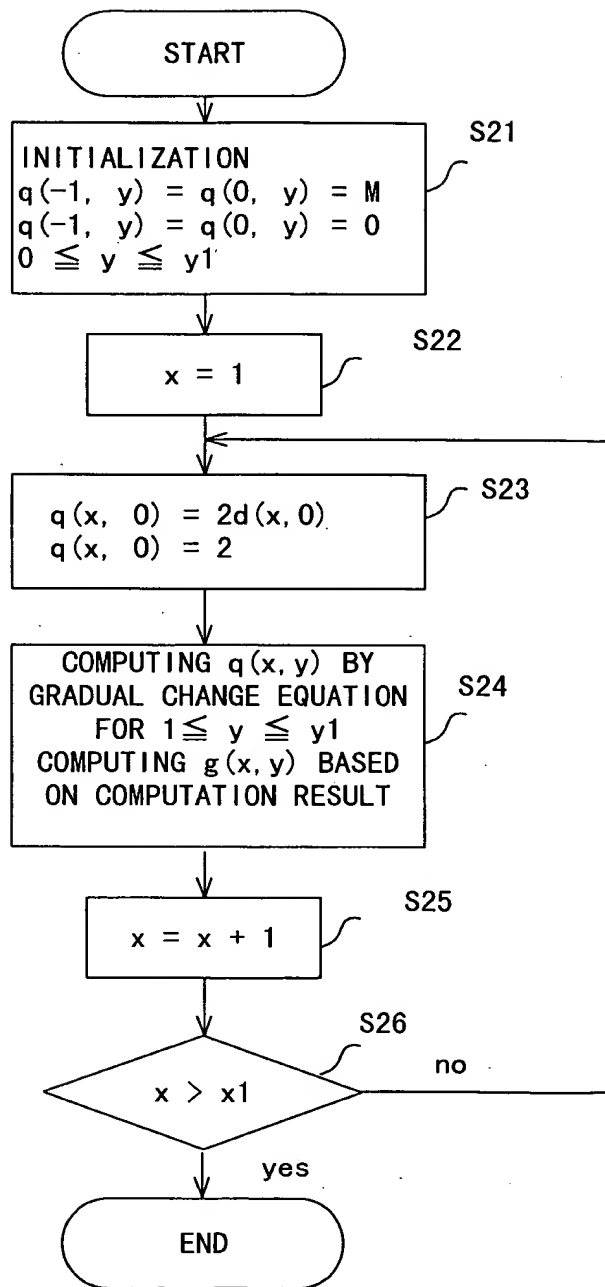 START
S21
INITIALIZATION
q(-1, y) = q(0, y) = M
q(-1, y) = q(0, y) = 0
0 ≦ y ≦ y1
S22
x = 1
S23
q(x, 0) = 2d(x,0)
q(x, 0) = 2
S24
COMPUTING q(x,y) BY
GRADUAL CHANGE EQUATION
FOR 1≦ y ≦ y1
COMPUTING g(x,y) BASED
ON COMPUTATION RESULT
S25
x = x + 1
S26
x > x1
no
yes
END